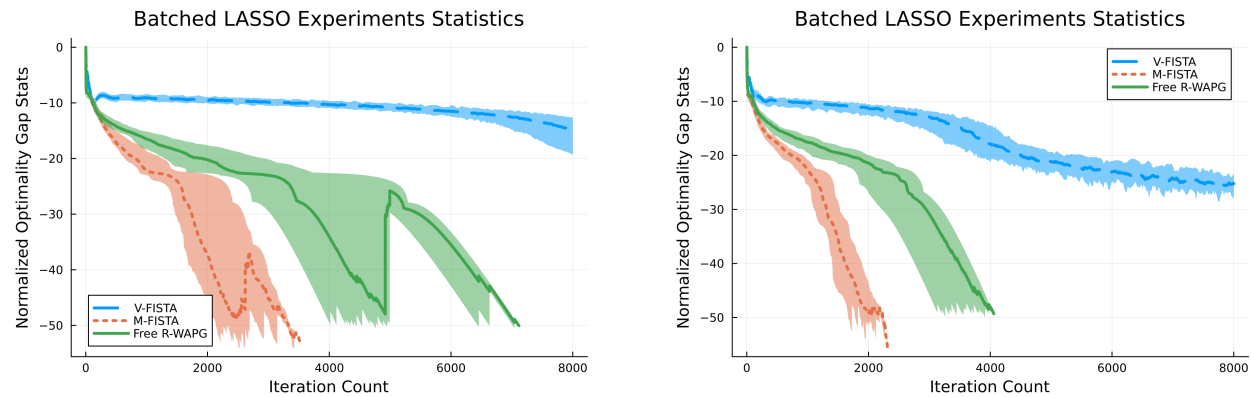 Batched LASSO Experiments Statistics
Normalized Optimality Gap Stats
0
−10
−20
−30
−40
−50
V-FISTA
M-FISTA
Free R-WAPG
0 2000 4000 6000 8000
Iteration Count
Batched LASSO Experiments Statistics
Normalized Optimality Gap Stats
0
−10
−20
−30
−40
−50
V-FISTA
M-FISTA
Free R-WAPG
0 2000 4000 6000 8000
Iteration Count